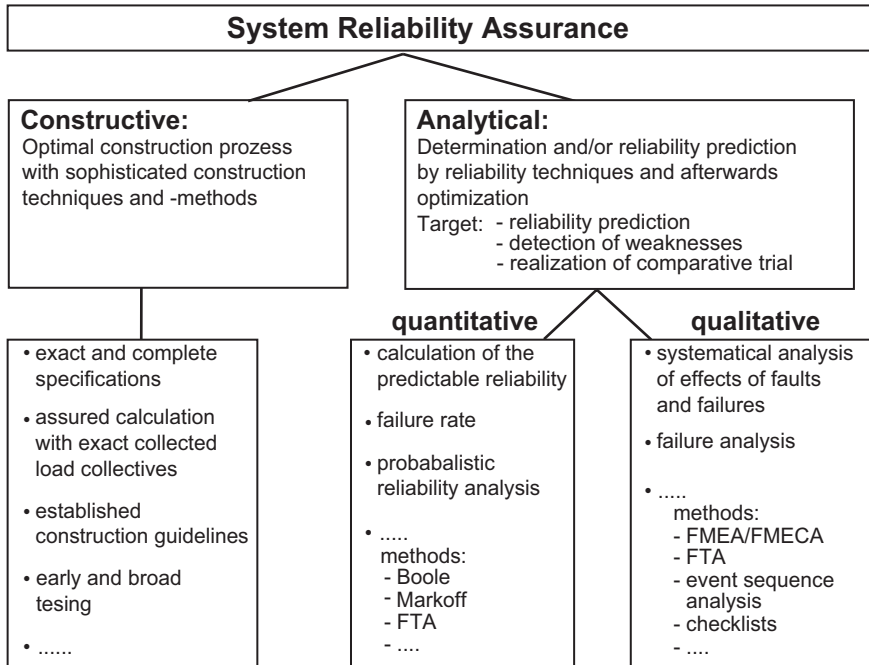 System Reliability Assurance
Constructive:
Optimal construction prozess
with sophisticated construction
techniques and -methods
Analytical:
Determination and/or reliability prediction
by reliability techniques and afterwards
optimization
Target: - reliability prediction
- detection of weaknesses
- realization of comparative trial
• exact and complete
specifications
• assured calculation
with exact collected
load collectives
• established
construction guidelines
• early and broad
tesing
• ......
quantitative
• calculation of the
predictable reliability
• failure rate
• probabalistic
reliability analysis
• .....
methods:
- Boole
- Markoff
- FTA
- ....
qualitative
• systematical analysis
of effects of faults
and failures
• failure analysis
• .....
methods:
- FMEA/FMECA
- FTA
- event sequence
analysis
- checklists
- ....